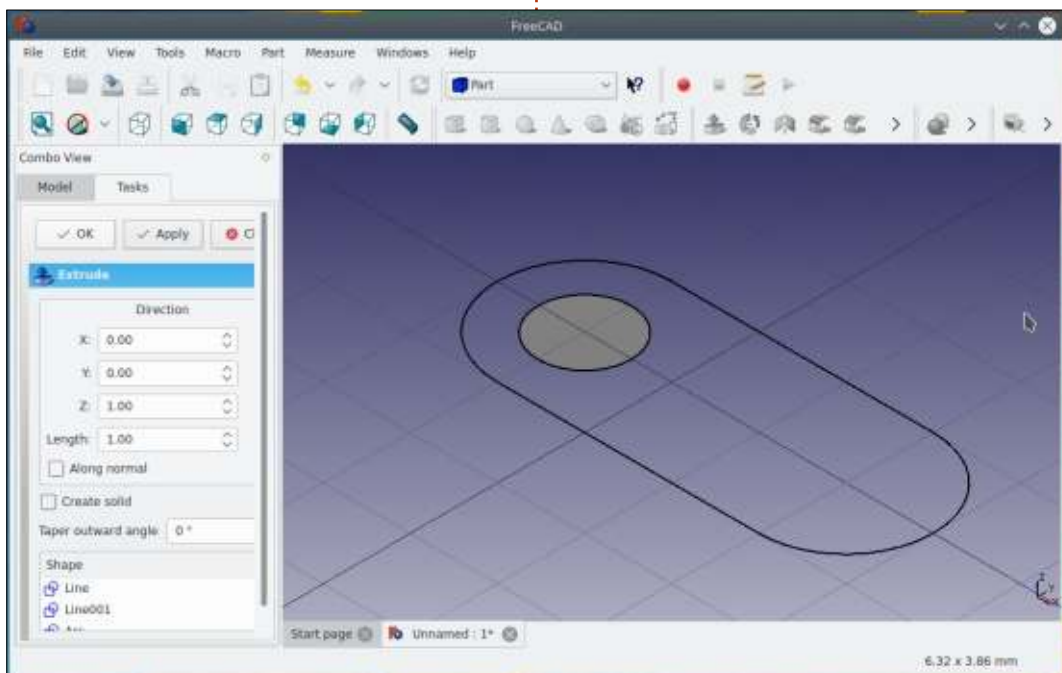 FreeCAD
File Edit View Tools Macro Part Measure Windows Help
Part
Combo View
Model Tasks
OK Apply
Extrude
Direction
X: 0.00
Y: 0.00
Z: 1.00
Length: 1.00
Along normal
Create solid
Taper outward angle 0 °
Shape
Line
Line001
Start page Unnamed : 1*
6.32 x 3.86 mm